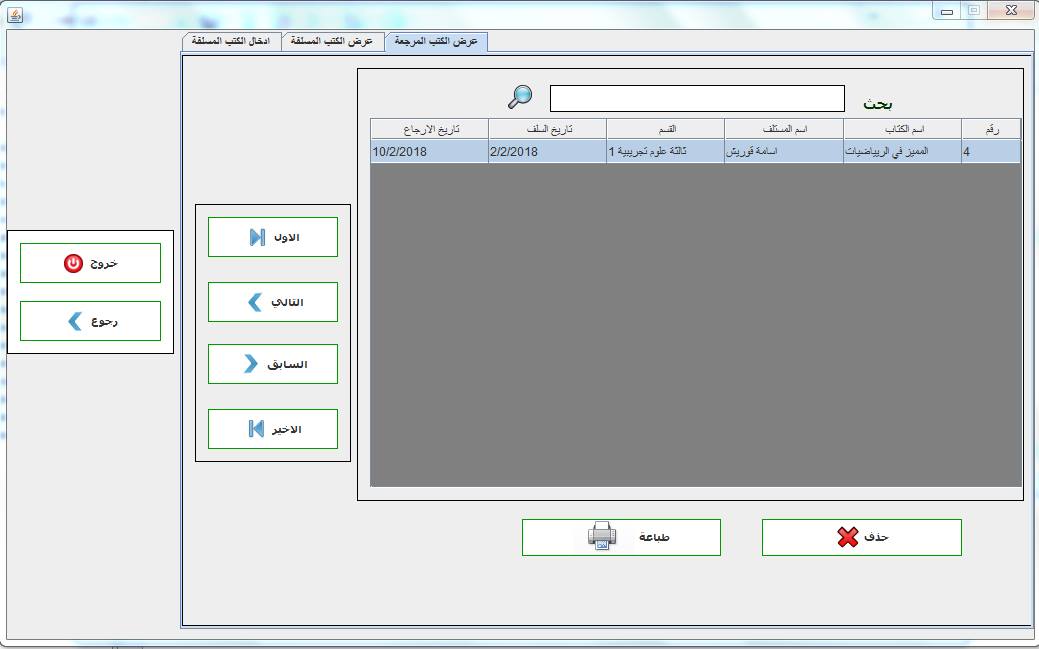 عرض الكتب المرجعة
عرض الكتب المسلفة
ادخال الكتب المسلفة
بحث
رقم
اسم الكتاب
اسم المستلف
القسم
تاريخ السلف
تاريخ الارجاع
4
المميز في الريياضيات
اسامة قوريش
ثالثة علوم تجريبية 1
2/2/2018
10/2/2018
الاول
التالي
السابق
الاخير
خروج
رجوع
حذف
طباعة